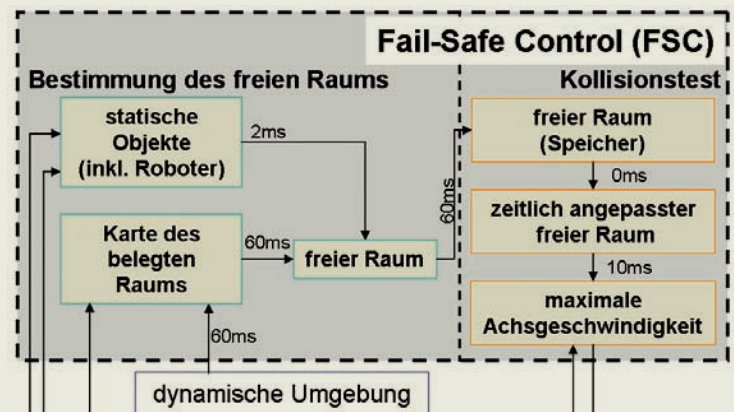 Fail-Safe Control (FSC)
Bestimmung des freien Raums
Kollisionstest
statische
Objekte
(inkl. Roboter)
2ms
Karte des
belegten
Raums
60ms
freier Raum
60ms
60ms
dynamische Umgebung
freier Raum
(Speicher)
0ms
zeitlich angepasster
freier Raum
10ms
maximale
Achsgeschwindigkeit